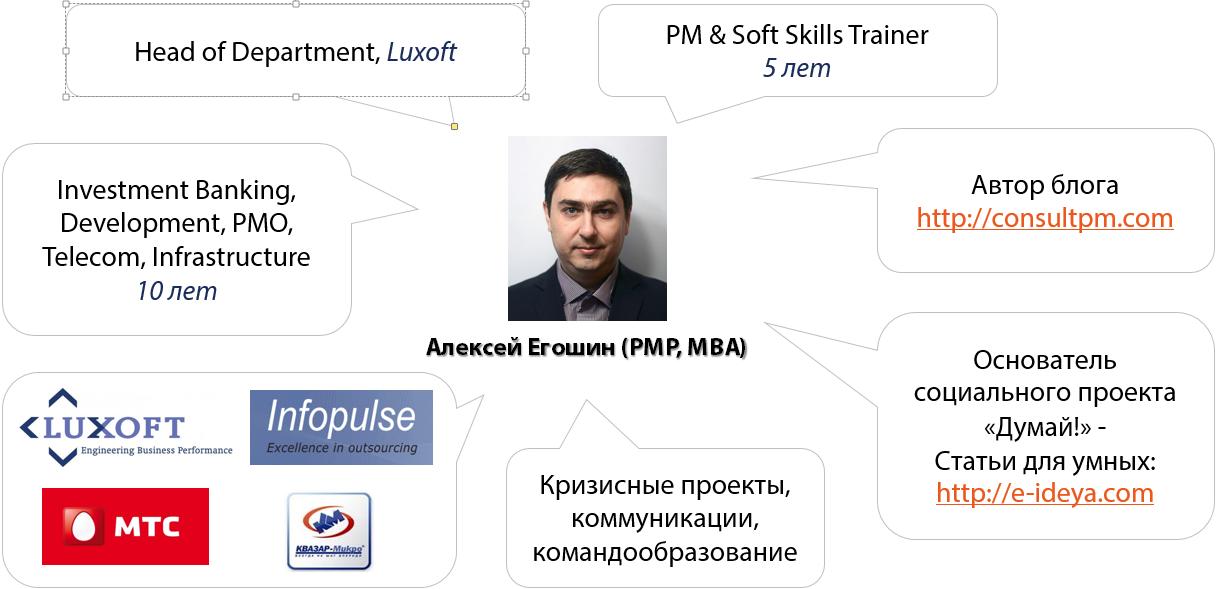 Head of Department, Luxoft
PM & Soft Skills Trainer
5 лет
Investment Banking,
Development, PMO,
Telecom, Infrastructure
10 лет
Автор блога
http://consultpm.com
Алексей Егошин (PMP, MBA)
Основатель
социального проекта
«Думай!» -
Статьи для умных:
http://e-ideya.com
LUXOFT
Engineering Business Performance
Infopulse
Excellence in outsourcing
МТС
КМ
КВАЗАР-Микро
Кризисные проекты,
коммуникации,
командообразование